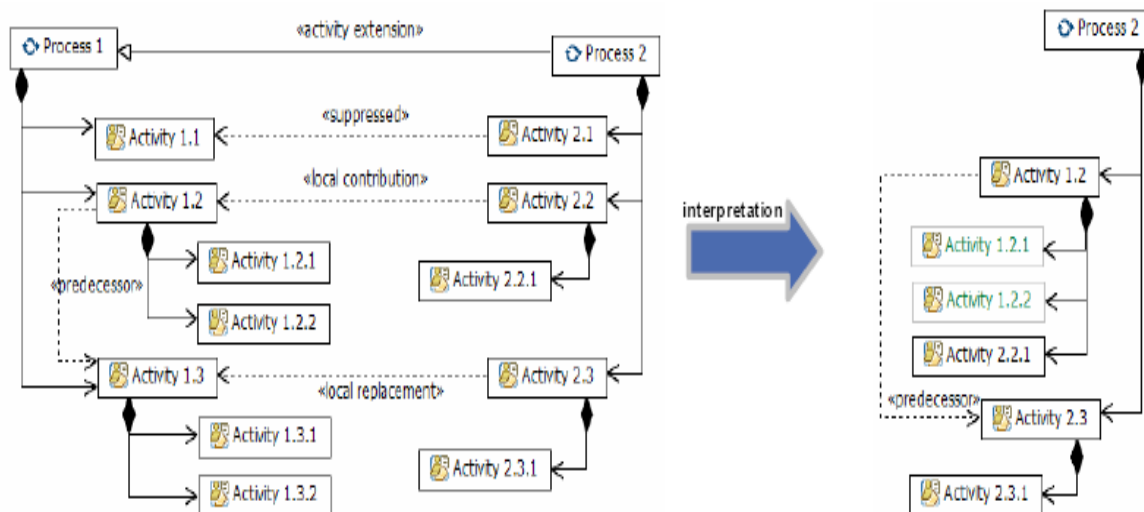 «activity extension»
Process 1
Process 2
«suppressed»
Activity 1.1
Activity 2.1
«local contribution»
Activity 1.2
Activity 2.2
Activity 1.2.1
«predecessor»
Activity 2.2.1
Activity 1.2.2
Activity 1.3
Activity 2.3
«local replacement»
Activity 1.3.1
Activity 2.3.1
Activity 1.3.2
interpretation
Process 2
Activity 1.2
Activity 1.2.1
Activity 1.2.2
Activity 2.2.1
«predecessor»
Activity 2.3
Activity 2.3.1